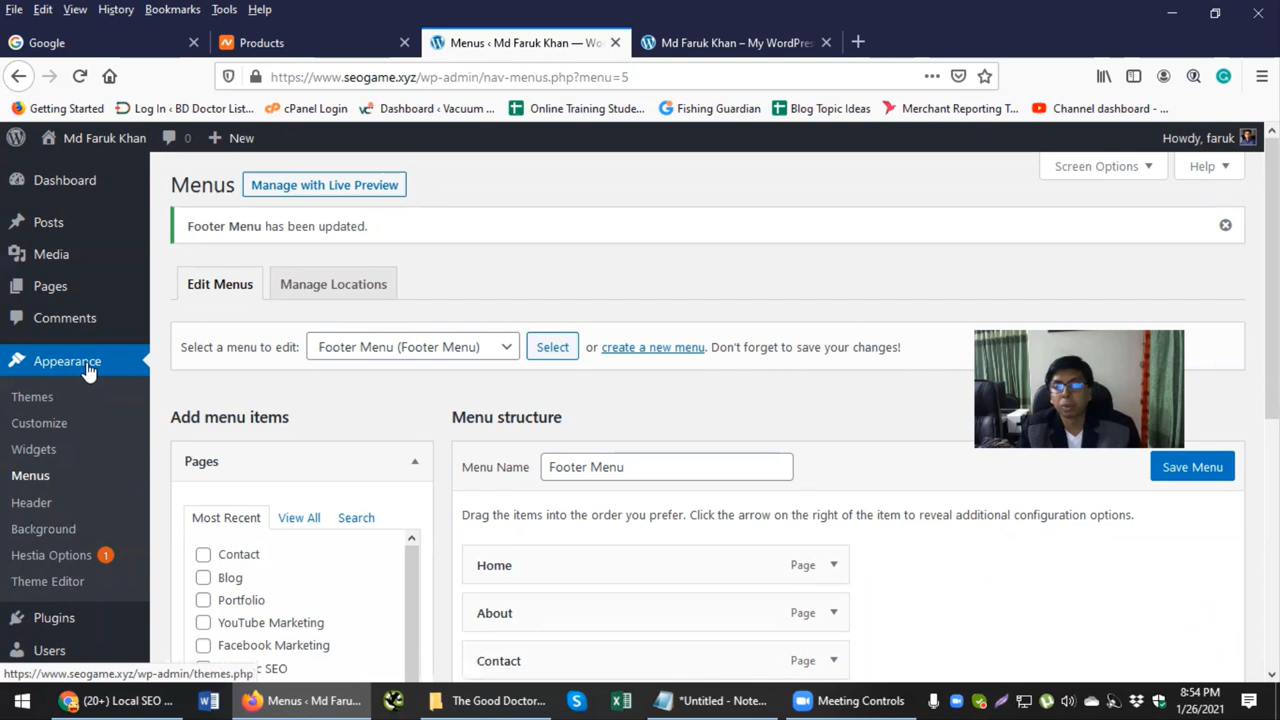 File Edit View History Bookmarks Tools Help
Google
Products
Menus ‹ Md Faruk Khan — Wo
Md Faruk Khan – My WordPres
https://www.seogame.xyz/wp-admin/nav-menus.php?menu=5
Getting Started
Log In ‹ BD Doctor List...
cPanel Login
Dashboard ‹ Vacuum ...
Online Training Stude...
Fishing Guardian
Blog Topic Ideas
Merchant Reporting T...
Channel dashboard - ...
Md Faruk Khan
0
New
Howdy, faruk
Dashboard
Posts
Media
Pages
Comments
Appearance
Themes
Customize
Widgets
Menus
Header
Background
Hestia Options 1
Theme Editor
Plugins
Users
Screen Options
Help
Menus
Manage with Live Preview
Footer Menu has been updated.
Edit Menus
Manage Locations
Select a menu to edit: Footer Menu (Footer Menu) Select or create a new menu. Don't forget to save your changes!
Add menu items
Pages
Most Recent View All Search
Contact
Blog
Portfolio
YouTube Marketing
Facebook Marketing
c SEO
Menu structure
Menu Name Footer Menu
Save Menu
Drag the items into the order you prefer. Click the arrow on the right of the item to reveal additional configuration options.
Home Page
About Page
Contact Page
https://www.seogame.xyz/wp-admin/themes.php
(20+) Local SEO ...
Menus ‹ Md Faru...
The Good Doctor...
*Untitled - Note...
Meeting Controls
8:54 PM
1/26/2021